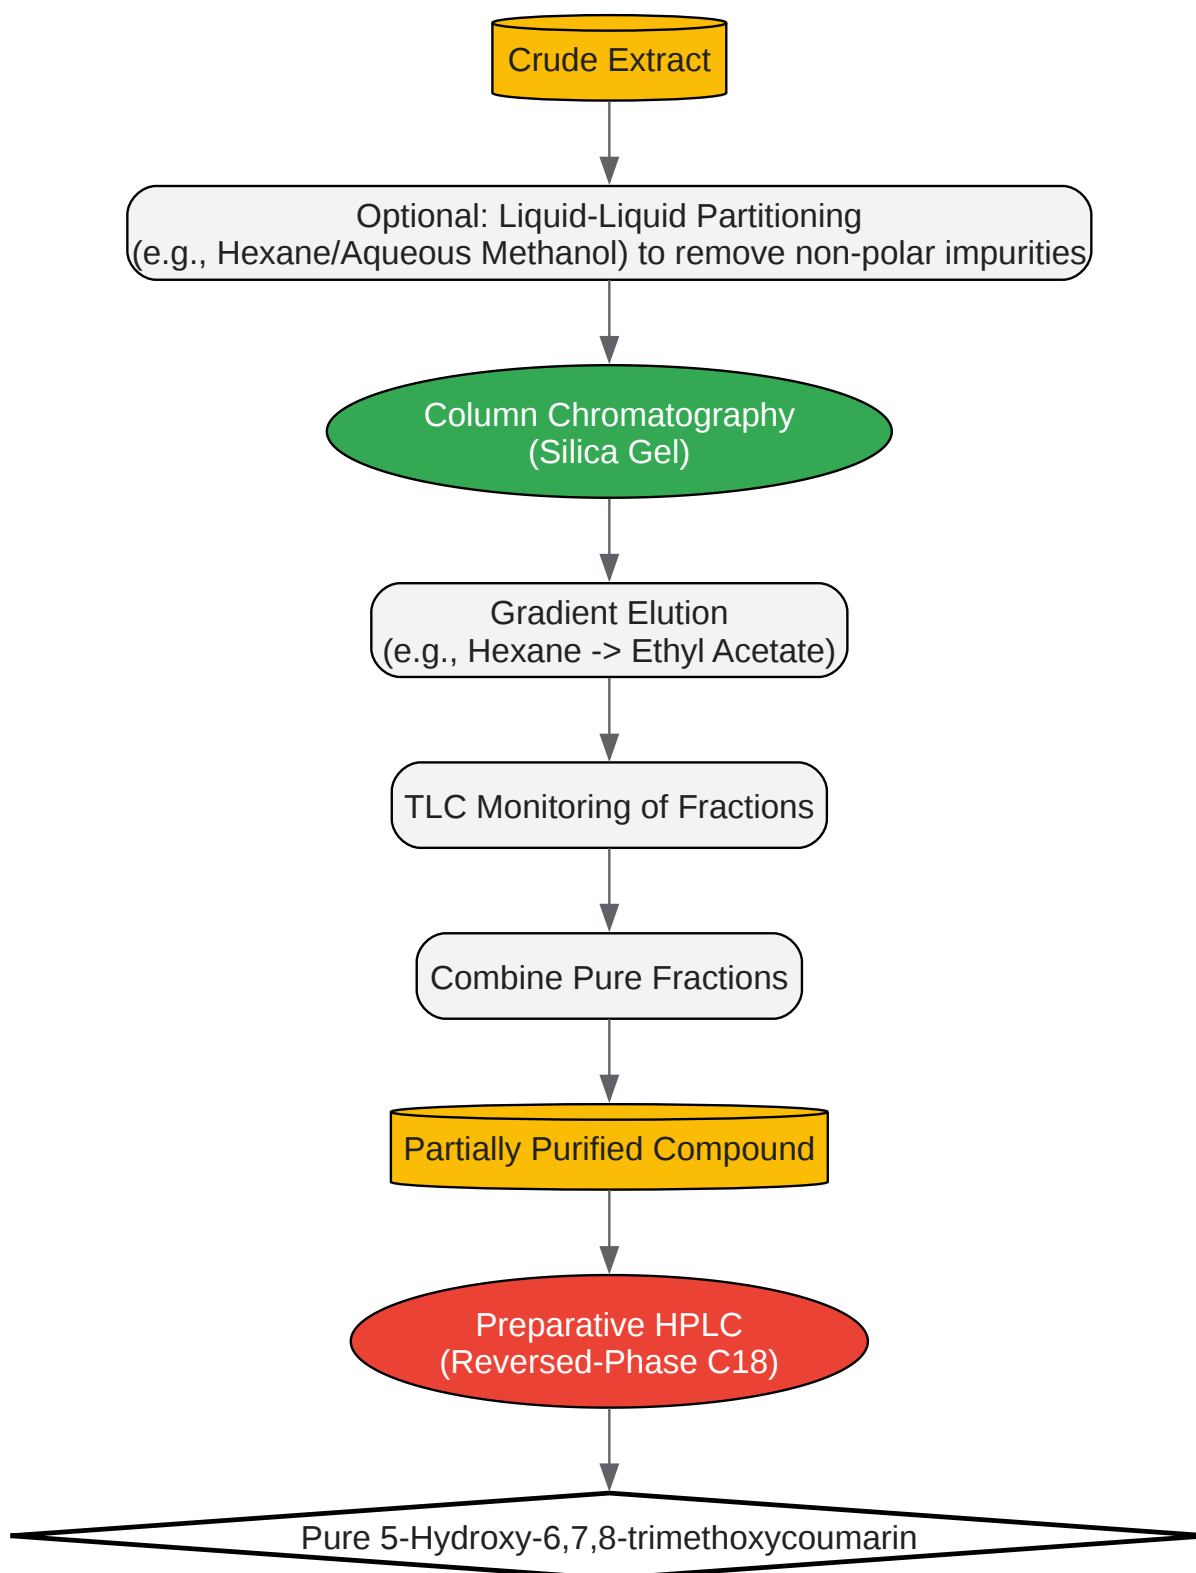 Crude Extract
Optional: Liquid-Liquid Partitioning
(e.g., Hexane/Aqueous Methanol) to remove non-polar impurities
Column Chromatography
(Silica Gel)
Gradient Elution
(e.g., Hexane -> Ethyl Acetate)
TLC Monitoring of Fractions
Combine Pure Fractions
Partially Purified Compound
Preparative HPLC
(Reversed-Phase C18)
Pure 5-Hydroxy-6,7,8-trimethoxycoumarin